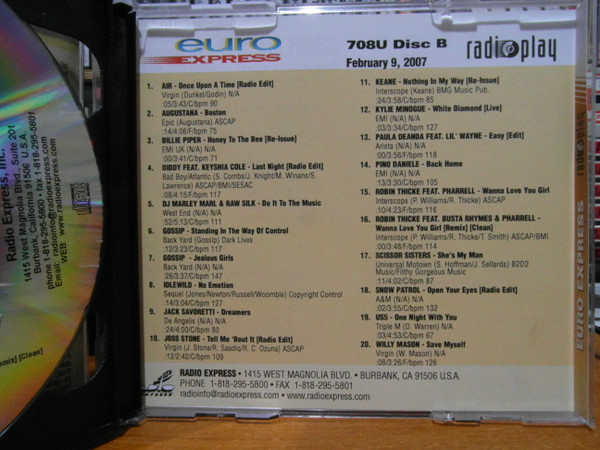 euro
EXPRESS
708U Disc B
February 9, 2007
radioplay
1. AIR - Once Upon A Time [Radio Edit]
Virgin (Dunkel/Godin) N/A
:05/3:43/C/bpm 90
2. AUGUSTANA - Boston
Epic (Augustana) ASCAP
:14/4:06/F/bpm 75
3. BILLIE PIPER - Honey To The Bee [Re-Issue]
EMI UK (N/A) N/A
:00/3:41/C/bpm 71
4. DIDDY FEAT. KEYSHIA COLE - Last Night [Radio Edit]
Bad Boy/Atlantic (S. Combs/J. Knight/M. Winans/S.
Lawrence) ASCAP/BMI/SESAC
:08/4:15/F/bpm
5. DJ MARLEY MARL & RAW SILK - Do It To The Music
West End (N/A) N/A
:52/5:13/C/bpm 111
6. GOSSIP - Standing In The Way Of Control
Back Yard (Gossip) Dark Lives
:12/3:23/C/bpm 117
7. GOSSIP - Jealous Girls
Back Yard (N/A) N/A
:26/3:37/C/bpm 147
8. IDLEWILD - No Emotion
Sequel (Jones/Newton/Russell/Woomble) Copyright Control
:14/3:04/C/bpm 127
9. JACK SAVORETTI - Dreamers
De Angelis (N/A) N/A
:24/4:00/C/bpm 80
10. JOSS STONE - Tell Me 'Bout It [Radio Edit]
Virgin (J. Stone/R. Saadiq/R. C. Ozuna) ASCAP
:12/2:42/C/bpm 109
11. KEANE - Nothing In My Way [Re-Issue]
Interscope (Keane) BMG Music Pub.
:24/3:58/C/bpm 85
12. KYLIE MINOGUE - White Diamond [Live]
EMI (N/A) N/A
:03/3:34/C/bpm 127
13. PAULA DEANDA FEAT. LIL' WAYNE - Easy [Edit]
Arista (N/A) N/A
:00/3:56/F/bpm 118
14. PINO DANIELE - Back Home
EMI (N/A) N/A
:13/3:30/C/bpm 105
15. ROBIN THICKE FEAT. PHARRELL - Wanna Love You Girl
Interscope (P. Williams/R. Thicke) ASCAP
:10/4:23/F/bpm 116
16. ROBIN THICKE FEAT. BUSTA RHYMES & PHARRELL -
Wanna Love You Girl [Remix] [Clean]
Interscope (P. Williams/R. Thicke/T. Smith) ASCAP/BMI
:00/3:48/F/bpm 114
17. SCISSOR SISTERS - She's My Man
Universal Motown (S. Hoffman/J. Sellards) B2D2
Music/Filthy Gorgeous Music
:11/4:02/C/bpm 87
18. SNOW PATROL - Open Your Eyes [Radio Edit]
A&M (N/A) N/A
:02/3:55/C/bpm 132
19. US5 - One Night With You
Triple M (D. Warren) N/A
:03/4:53/C/bpm 67
20. WILLY MASON - Save Myself
Virgin (W. Mason) N/A
:08/3:26/F/bpm 128
RADIO EXPRESS • 1415 WEST MAGNOLIA BLVD. • BURBANK, CA 91506 U.S.A.
PHONE 1-818-295-5800 • FAX 1-818-295-5801
radioinfo@radioexpress.com • www.radioexpress.com
Radio Express, Inc.
1415 West Magnolia Blvd., Suite 201
Burbank, California 91506 U.S.A.
phone 1-818-295-5800 • fax 1-818-295-5801
Email: radioinfo@radioexpress.com
WEB: www.radioexpress.com
emix] [Clean]
radioplay
EURO EXPRESS